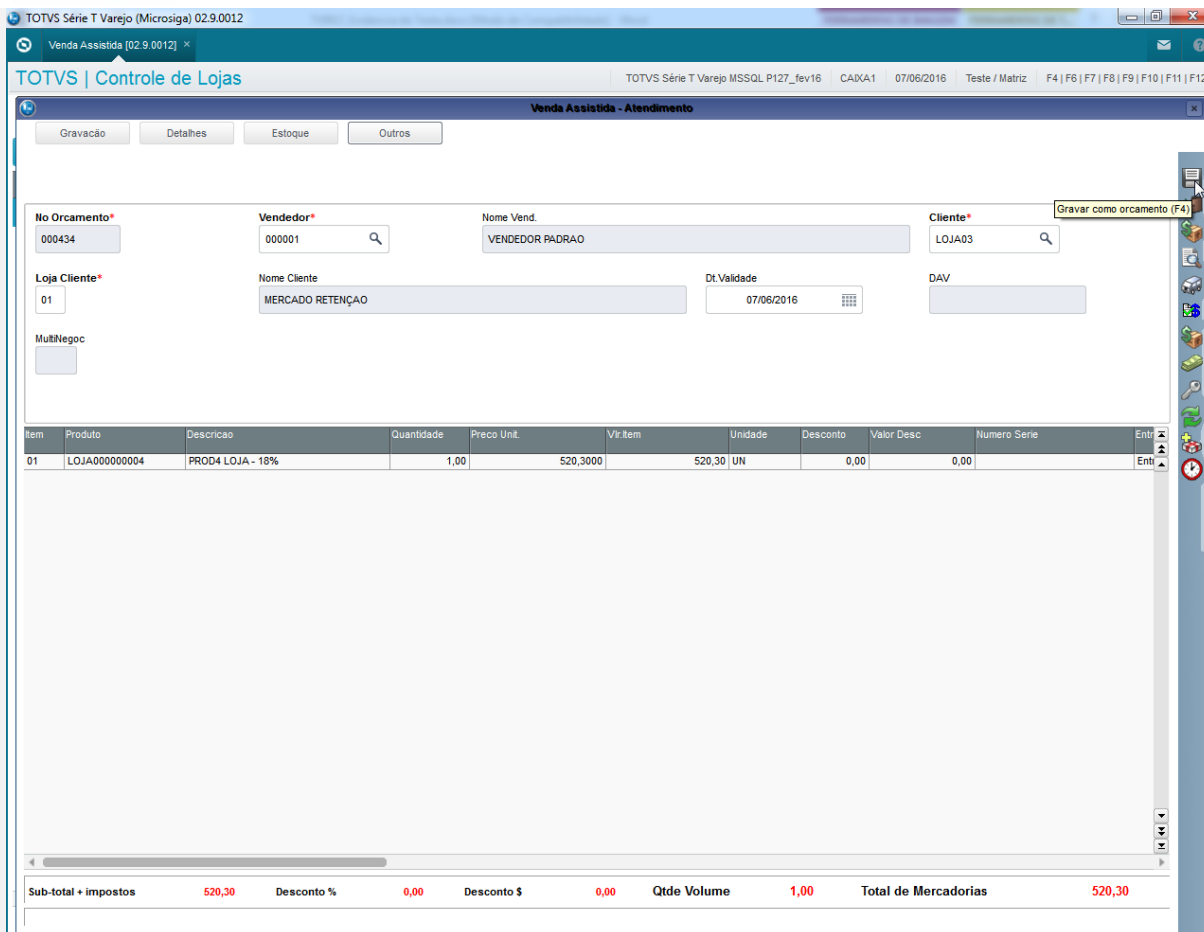 TOTVS Série T Varejo (Microsiga) 02.9.0012
Venda Assistida [02.9.0012] ×
TOTVS | Controle de Lojas
TOTVS Série T Varejo MSSQL P127_fev16 CAIXA1 07/06/2016 Teste / Matriz F4 | F6 | F7 | F8 | F9 | F10 | F11 | F12
Venda Assistida - Atendimento
Gravacão Detalhes Estoque Outros
Gravar como orcamento (F4)
No Orcamento* Vendedor* Nome Vend. Cliente*
000434 000001 VENDEDOR PADRAO LOJA03
Loja Cliente* Nome Cliente Dt.Validade DAV
01 MERCADO RETENÇAO 07/06/2016
MultiNegoc
Item Produto Descricao Quantidade Preco Unit. Vlr.Item Unidade Desconto Valor Desc Numero Serie Entr
01 LOJA000000004 PROD4 LOJA - 18% 1,00 520,3000 520,30 UN 0,00 0,00 Entr
Sub-total + impostos 520,30 Desconto % 0,00 Desconto $ 0,00 Qtde Volume 1,00 Total de Mercadorias 520,30